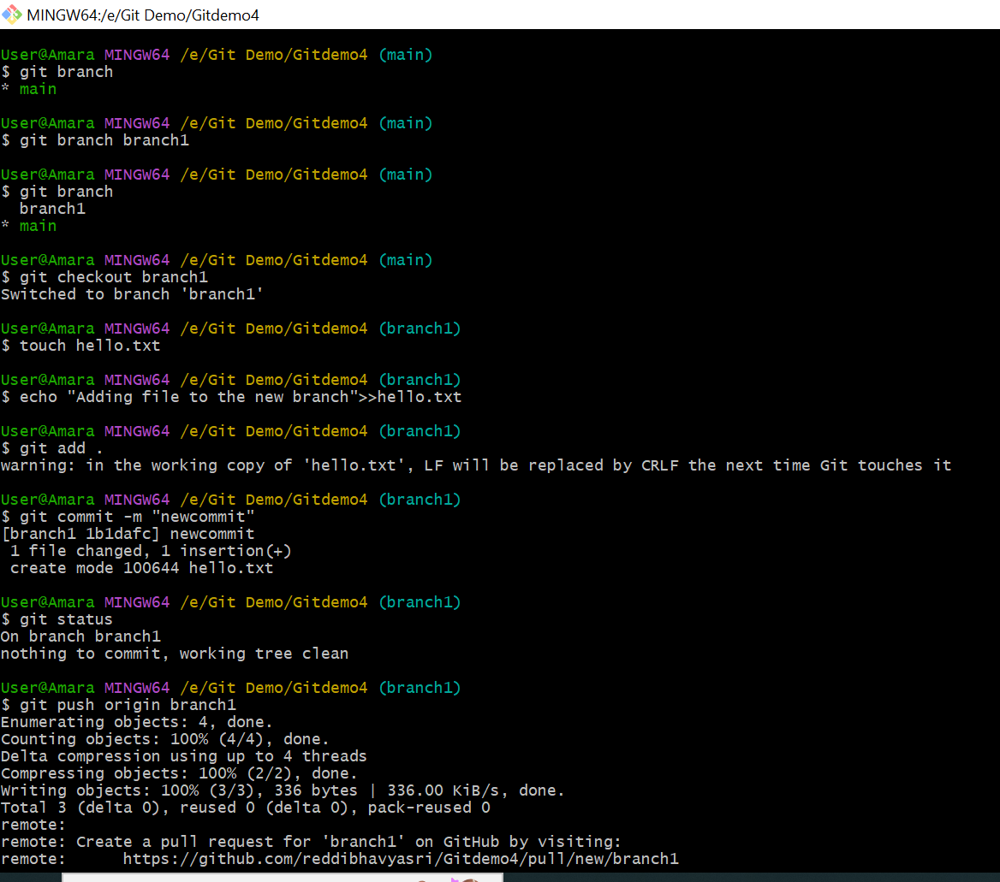 MINGW64:/e/Git Demo/Gitdemo4
User@Amara MINGW64 /e/Git Demo/Gitdemo4 (main)
$ git branch
* main
User@Amara MINGW64 /e/Git Demo/Gitdemo4 (main)
$ git branch branch1
User@Amara MINGW64 /e/Git Demo/Gitdemo4 (main)
$ git branch
  branch1
* main
User@Amara MINGW64 /e/Git Demo/Gitdemo4 (main)
$ git checkout branch1
Switched to branch 'branch1'
User@Amara MINGW64 /e/Git Demo/Gitdemo4 (branch1)
$ touch hello.txt
User@Amara MINGW64 /e/Git Demo/Gitdemo4 (branch1)
$ echo "Adding file to the new branch">>hello.txt
User@Amara MINGW64 /e/Git Demo/Gitdemo4 (branch1)
$ git add .
warning: in the working copy of 'hello.txt', LF will be replaced by CRLF the next time Git touches it
User@Amara MINGW64 /e/Git Demo/Gitdemo4 (branch1)
$ git commit -m "newcommit"
[branch1 1b1dafc] newcommit
 1 file changed, 1 insertion(+)
 create mode 100644 hello.txt
User@Amara MINGW64 /e/Git Demo/Gitdemo4 (branch1)
$ git status
On branch branch1
nothing to commit, working tree clean
User@Amara MINGW64 /e/Git Demo/Gitdemo4 (branch1)
$ git push origin branch1
Enumerating objects: 4, done.
Counting objects: 100% (4/4), done.
Delta compression using up to 4 threads
Compressing objects: 100% (2/2), done.
Writing objects: 100% (3/3), 336 bytes | 336.00 KiB/s, done.
Total 3 (delta 0), reused 0 (delta 0), pack-reused 0
remote:
remote: Create a pull request for 'branch1' on GitHub by visiting:
remote:      https://github.com/reddibhavyasri/Gitdemo4/pull/new/branch1